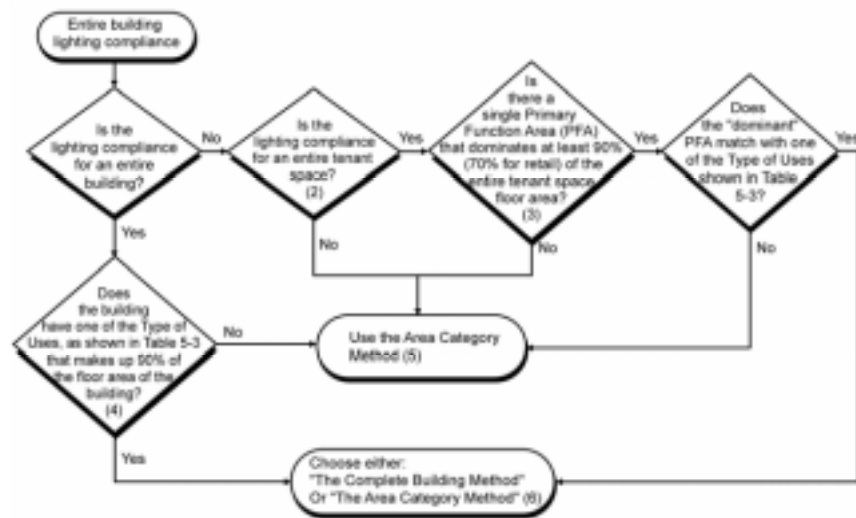 Entire building
lighting compliance
Is the
lighting compliance
for an entire
building?
No
Is the
lighting compliance
for an entire tenant
space?
(2)
Yes
Is
there a
single Primary
Function Area (PFA)
that dominates at least 90%
(70% for retail) of the
entire tenant space
floor area?
(3)
Yes
Does
the "dominant"
PFA match with one
of the Type of Uses
shown in Table
5-3?
Yes
Yes
No
No
No
Does
the building
have one of the Type of
Uses, as shown in Table 5-3
that makes up 90% of
the floor area of the
building?
(4)
No
Use the Area Category
Method (5)
Yes
Choose either:
"The Complete Building Method"
Or "The Area Category Method" (6)